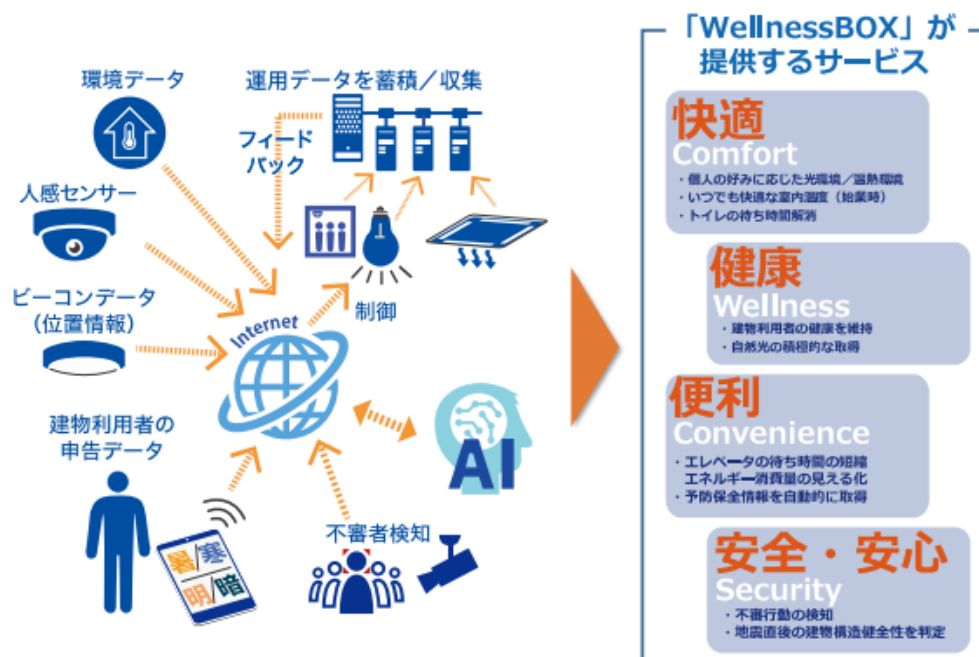 環境データ
運用データを蓄積／収集
フィード
バック
人感センサー
ビーコンデータ
（位置情報）
Internet
制御
建物利用者の
申告データ
AI
暑/寒
明/暗
不審者検知
「WellnessBOX」が
提供するサービス
快適
Comfort
・個人の好みに応じた光環境／温熱環境
・いつでも快適な室内温度（始業時）
・トイレの待ち時間解消
健康
Wellness
・建物利用者の健康を維持
・自然光の積極的な取得
便利
Convenience
・エレベータの待ち時間の短縮
エネルギー消費量の見える化
・予防保全情報を自動的に取得
安全・安心
Security
・不審行動の検知
・地震直後の建物構造健全性を判定